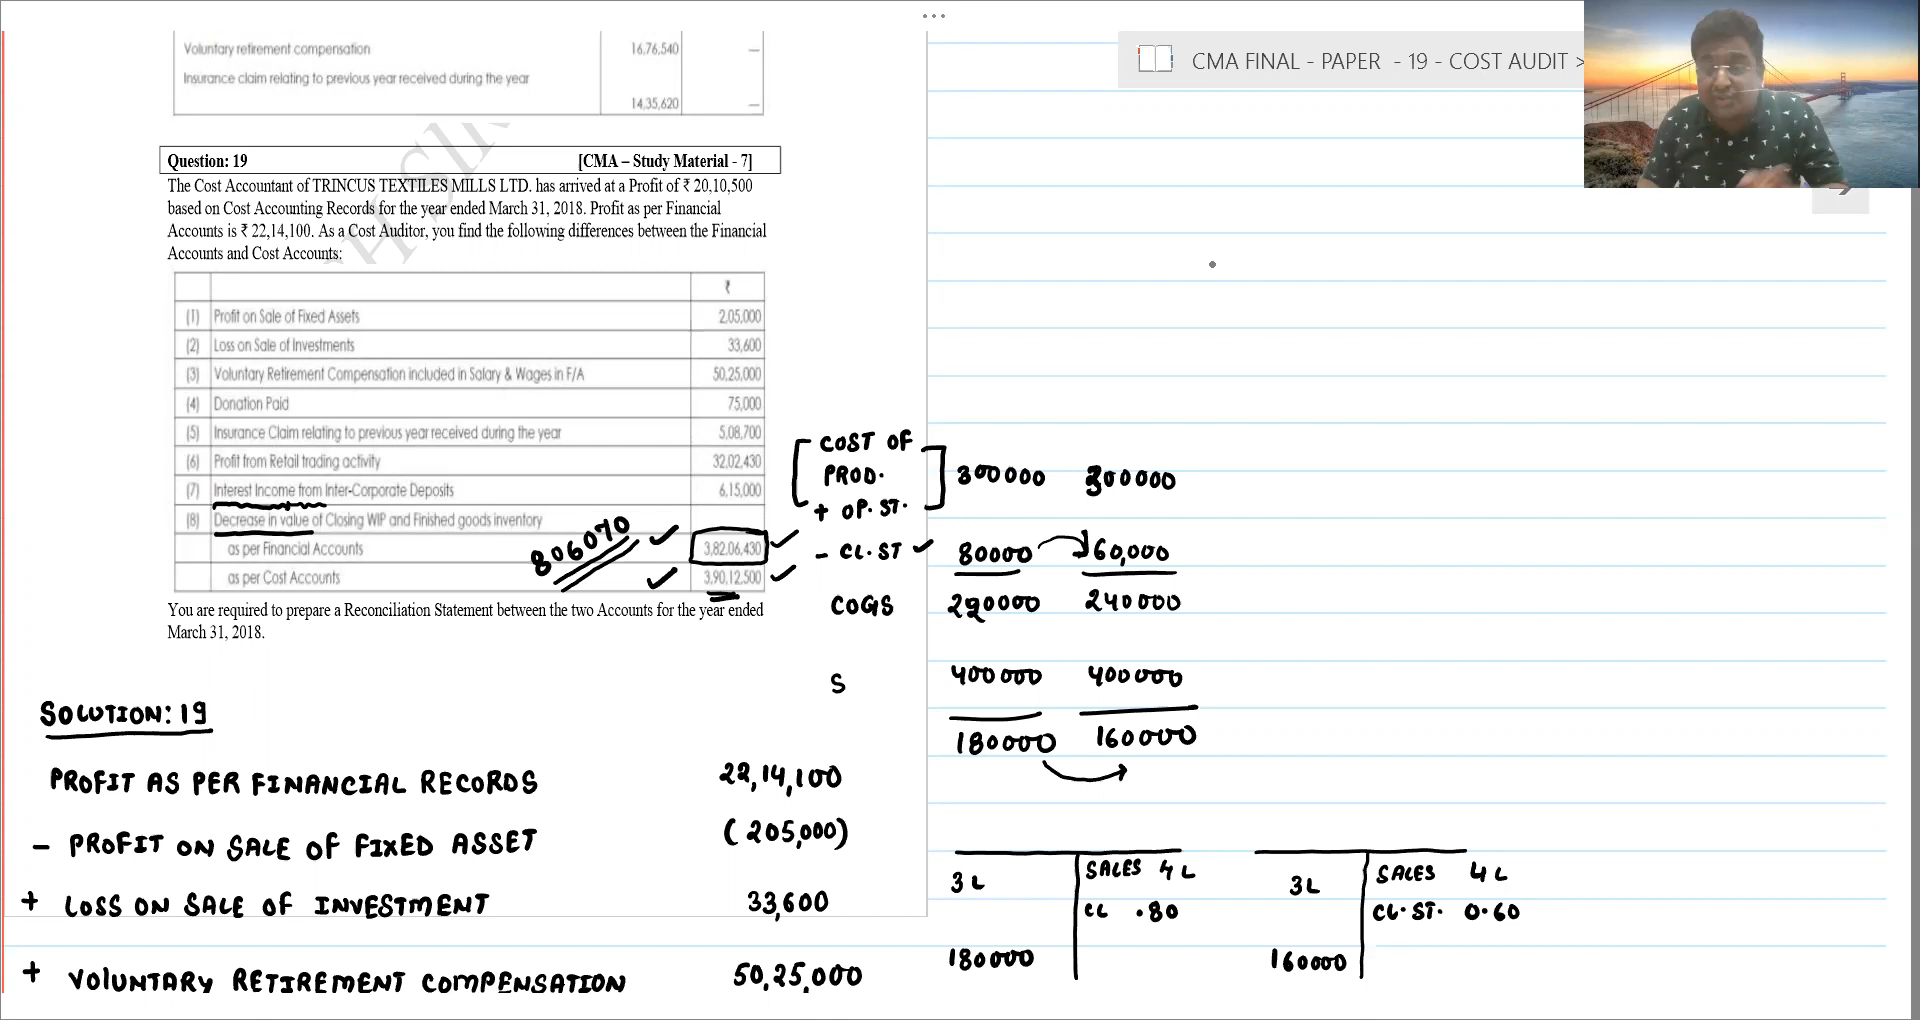 Voluntary retirement compensation 16,76,540 —
Insurance claim relating to previous year received during the year
14,35,620 —
CMA FINAL - PAPER - 19 - COST AUDIT >
Question: 19 [CMA – Study Material - 7]
The Cost Accountant of TRINCUS TEXTILES MILLS LTD. has arrived at a Profit of ₹ 20,10,500
based on Cost Accounting Records for the year ended March 31, 2018. Profit as per Financial
Accounts is ₹ 22,14,100. As a Cost Auditor, you find the following differences between the Financial
Accounts and Cost Accounts:
₹
(1) Profit on Sale of Fixed Assets 2,05,000
(2) Loss on Sale of Investments 33,600
(3) Voluntary Retirement Compensation included in Salary & Wages in F/A 50,25,000
(4) Donation Paid 75,000
(5) Insurance Claim relating to previous year received during the year 5,08,700
(6) Profit from Retail trading activity 32,02,430
(7) Interest Income from Inter-Corporate Deposits 6,15,000
(8) Decrease in value of Closing WIP and Finished goods inventory
as per Financial Accounts 3,82,06,430
as per Cost Accounts 3,90,12,500
806070
You are required to prepare a Reconciliation Statement between the two Accounts for the year ended
March 31, 2018.
COST OF
PROD. 300000 300000
+ OP. ST.
- CL. ST 80000 60,000
COGS 220000 240000
S 400000 400000
180000 160000
SOLUTION: 19
PROFIT AS PER FINANCIAL RECORDS 22,14,100
- PROFIT ON SALE OF FIXED ASSET (205,000)
+ LOSS ON SALE OF INVESTMENT 33,600
+ VOLUNTARY RETIREMENT COMPENSATION 50,25,000
3L SALES 4L
CL .80
180000
3L SALES 4L
CL. ST. 0.60
160000